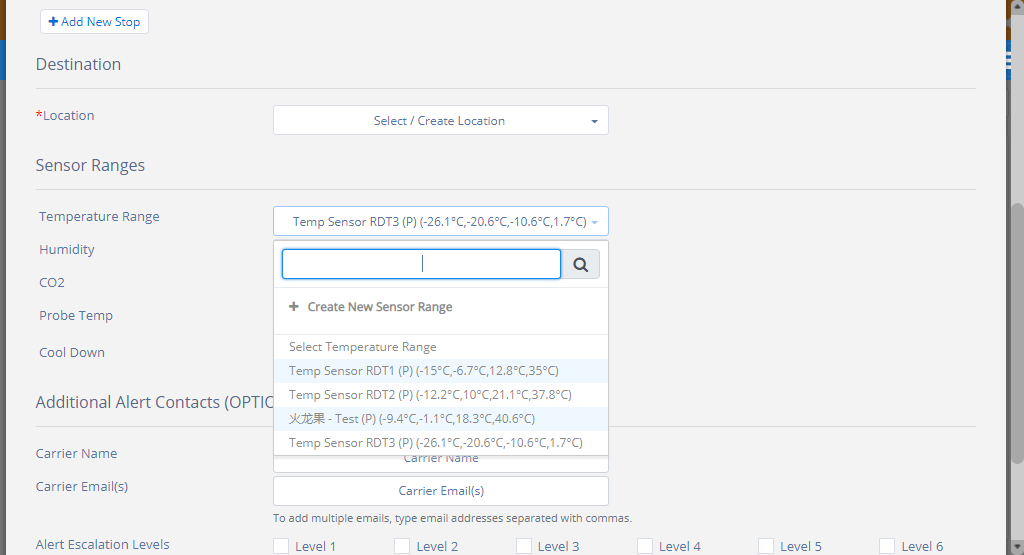 Add New Stop
Destination
*Location
Select / Create Location
Sensor Ranges
Temperature Range
Temp Sensor RDT3 (P) (-26.1°C,-20.6°C,-10.6°C,1.7°C)
Humidity
CO2
Probe Temp
Cool Down
Create New Sensor Range
Select Temperature Range
Temp Sensor RDT1 (P) (-15°C,-6.7°C,12.8°C,35°C)
Temp Sensor RDT2 (P) (-12.2°C,10°C,21.1°C,37.8°C)
火龙果 - Test (P) (-9.4°C,-1.1°C,18.3°C,40.6°C)
Temp Sensor RDT3 (P) (-26.1°C,-20.6°C,-10.6°C,1.7°C)
Additional Alert Contacts (OPTIO
Carrier Name
Carrier Name
Carrier Email(s)
Carrier Email(s)
To add multiple emails, type email addresses separated with commas.
Alert Escalation Levels
Level 1 Level 2 Level 3 Level 4 Level 5 Level 6